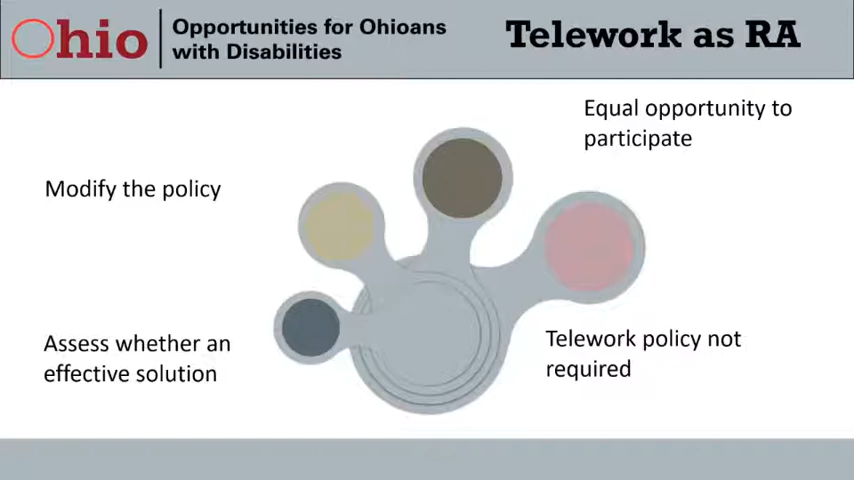 Ohio
Opportunities for Ohioans
with Disabilities
Telework as RA
Equal opportunity to
participate
Modify the policy
Assess whether an
effective solution
Telework policy not
required